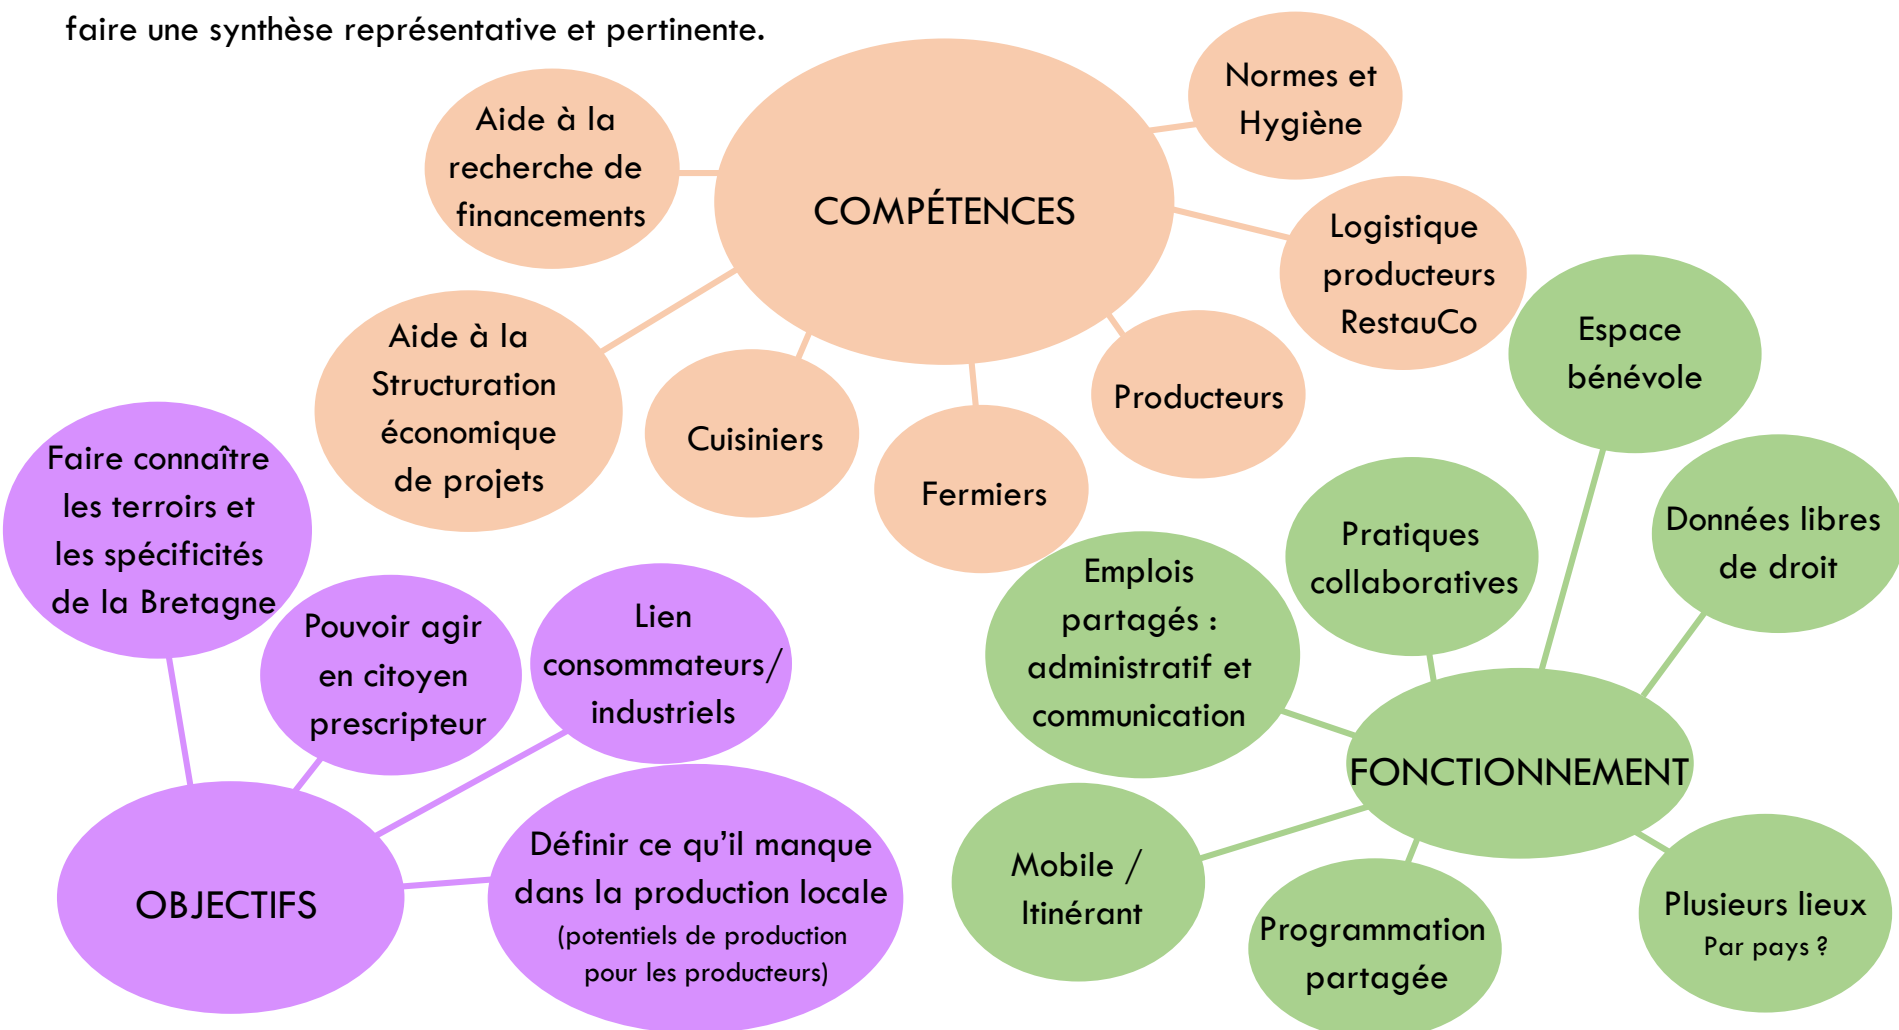 faire une synthèse représentative et pertinente.
COMPÉTENCES
Aide à la
recherche de
financements
Normes et
Hygiène
Logistique
producteurs
RestauCo
Aide à la
Structuration
économique
de projets
Cuisiniers
Fermiers
Producteurs
OBJECTIFS
Faire connaître
les terroirs et
les spécificités
de la Bretagne
Pouvoir agir
en citoyen
prescripteur
Lien
consommateurs/
industriels
Définir ce qu’il manque
dans la production locale
(potentiels de production
pour les producteurs)
FONCTIONNEMENT
Espace
bénévole
Données libres
de droit
Pratiques
collaboratives
Emplois
partagés :
administratif et
communication
Mobile /
Itinérant
Programmation
partagée
Plusieurs lieux
Par pays ?